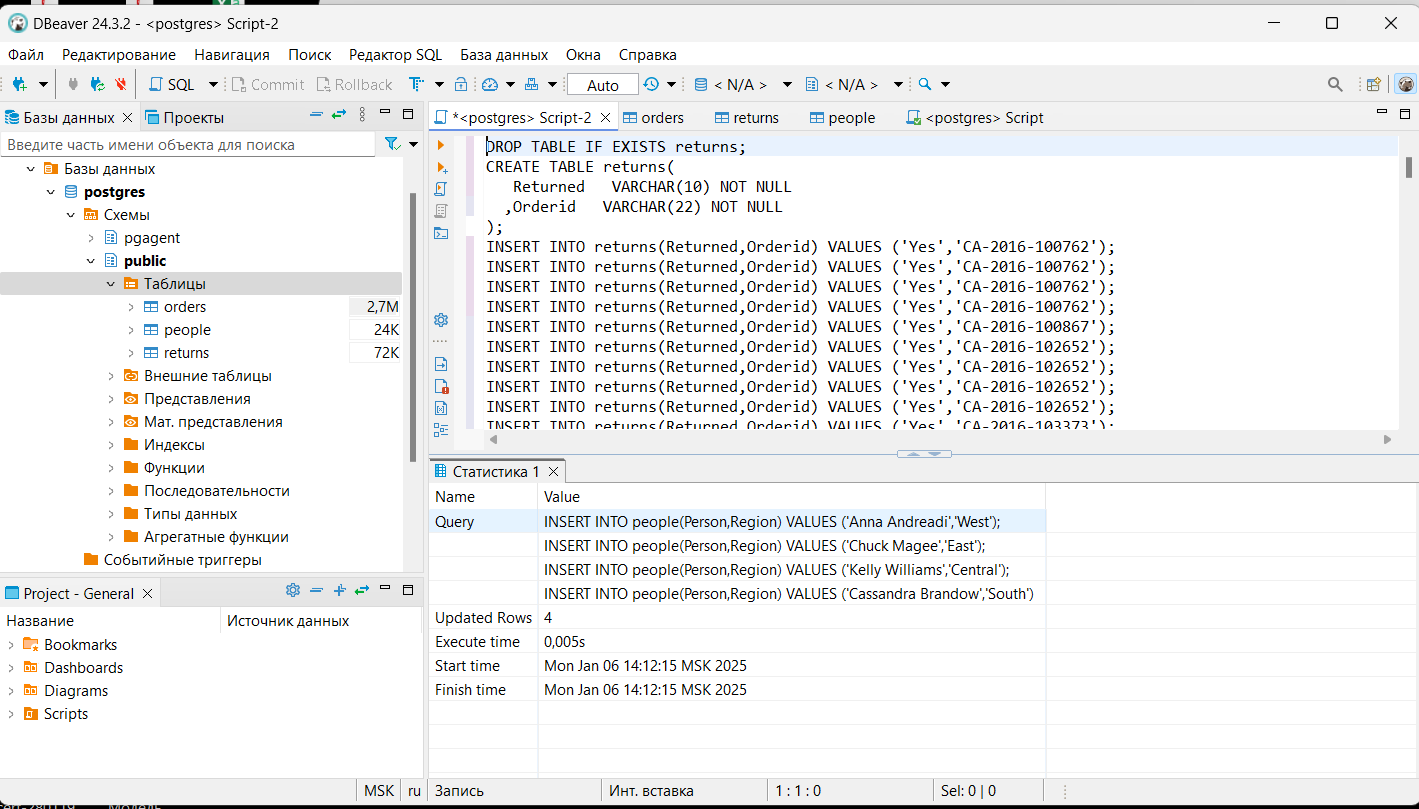 DBeaver 24.3.2 - <postgres> Script-2
Файл Редактирование Навигация Поиск Редактор SQL База данных Окна Справка
SQL Commit Rollback Auto < N/A > < N/A >
Базы данных Проекты
Введите часть имени объекта для поиска
Базы данных
postgres
Схемы
pgagent
public
Таблицы
orders 2,7M
people 24K
returns 72K
Внешние таблицы
Представления
Мат. представления
Индексы
Функции
Последовательности
Типы данных
Агрегатные функции
Событийные триггеры
Project - General
Название Источник данных
Bookmarks
Dashboards
Diagrams
Scripts
*<postgres> Script-2 orders returns people <postgres> Script
DROP TABLE IF EXISTS returns;
CREATE TABLE returns(
Returned VARCHAR(10) NOT NULL
,Orderid VARCHAR(22) NOT NULL
);
INSERT INTO returns(Returned,Orderid) VALUES ('Yes','CA-2016-100762');
INSERT INTO returns(Returned,Orderid) VALUES ('Yes','CA-2016-100762');
INSERT INTO returns(Returned,Orderid) VALUES ('Yes','CA-2016-100762');
INSERT INTO returns(Returned,Orderid) VALUES ('Yes','CA-2016-100762');
INSERT INTO returns(Returned,Orderid) VALUES ('Yes','CA-2016-100867');
INSERT INTO returns(Returned,Orderid) VALUES ('Yes','CA-2016-102652');
INSERT INTO returns(Returned,Orderid) VALUES ('Yes','CA-2016-102652');
INSERT INTO returns(Returned,Orderid) VALUES ('Yes','CA-2016-102652');
INSERT INTO returns(Returned,Orderid) VALUES ('Yes','CA-2016-102652');
INSERT INTO returns(Returned,Orderid) VALUES ('Yes','CA-2016-103373');
Статистика 1
Name Value
Query INSERT INTO people(Person,Region) VALUES ('Anna Andreadi','West');
INSERT INTO people(Person,Region) VALUES ('Chuck Magee','East');
INSERT INTO people(Person,Region) VALUES ('Kelly Williams','Central');
INSERT INTO people(Person,Region) VALUES ('Cassandra Brandow','South')
Updated Rows 4
Execute time 0,005s
Start time Mon Jan 06 14:12:15 MSK 2025
Finish time Mon Jan 06 14:12:15 MSK 2025
MSK ru Запись Инт. вставка 1 : 1 : 0 Sel: 0 | 0